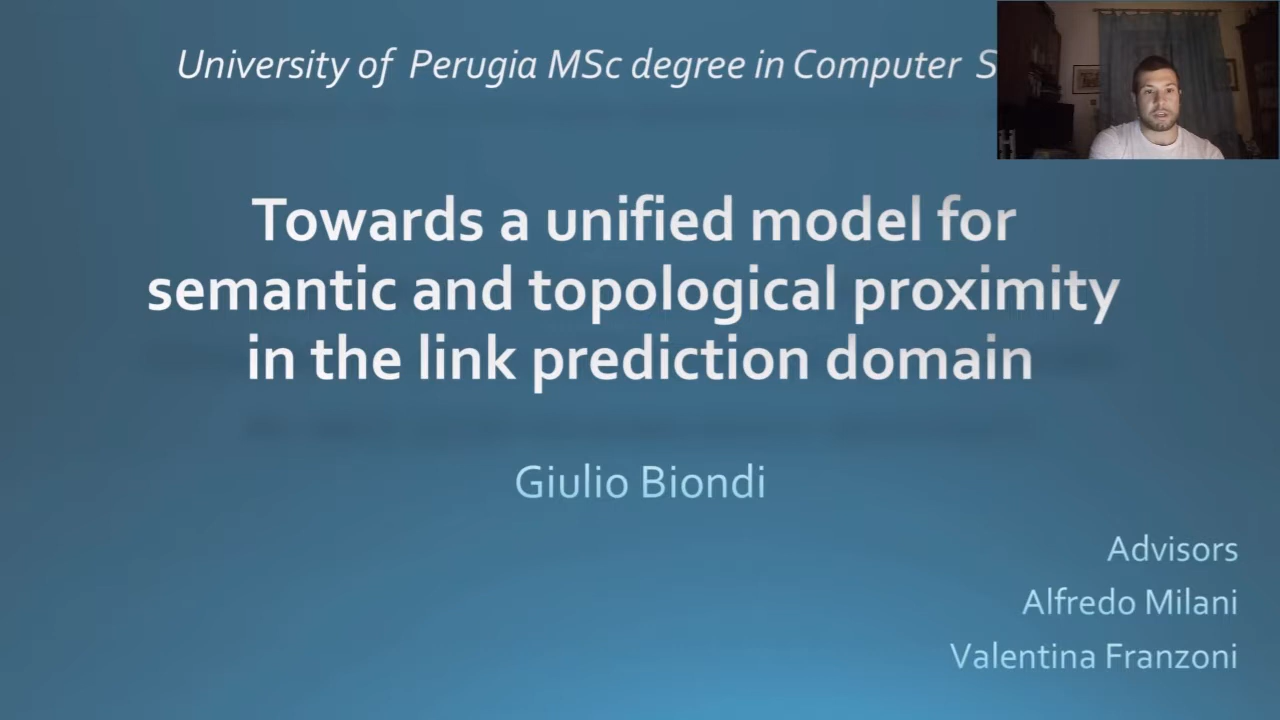 University of Perugia MSc degree in Computer S
Towards a unified model for
semantic and topological proximity
in the link prediction domain
Giulio Biondi
Advisors
Alfredo Milani
Valentina Franzoni